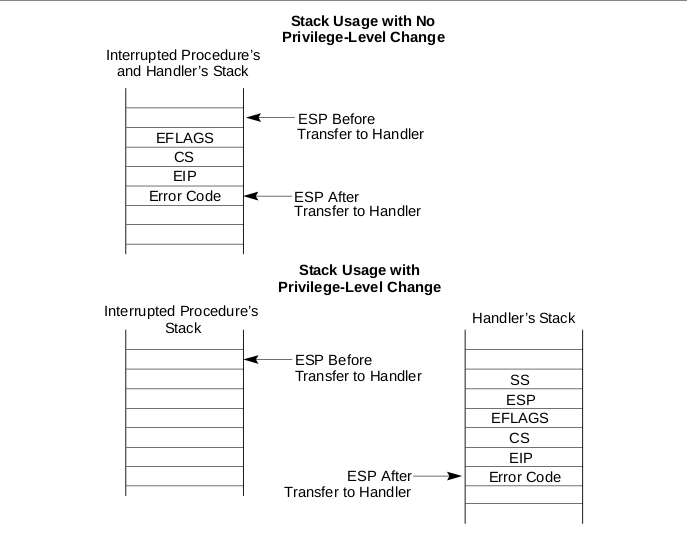 Stack Usage with No
Privilege-Level Change
Interrupted Procedure’s
and Handler’s Stack
ESP Before
Transfer to Handler
EFLAGS
CS
EIP
Error Code
ESP After
Transfer to Handler
Stack Usage with
Privilege-Level Change
Interrupted Procedure’s
Stack
Handler’s Stack
ESP Before
Transfer to Handler
SS
ESP
EFLAGS
CS
EIP
ESP After
Transfer to Handler
Error Code